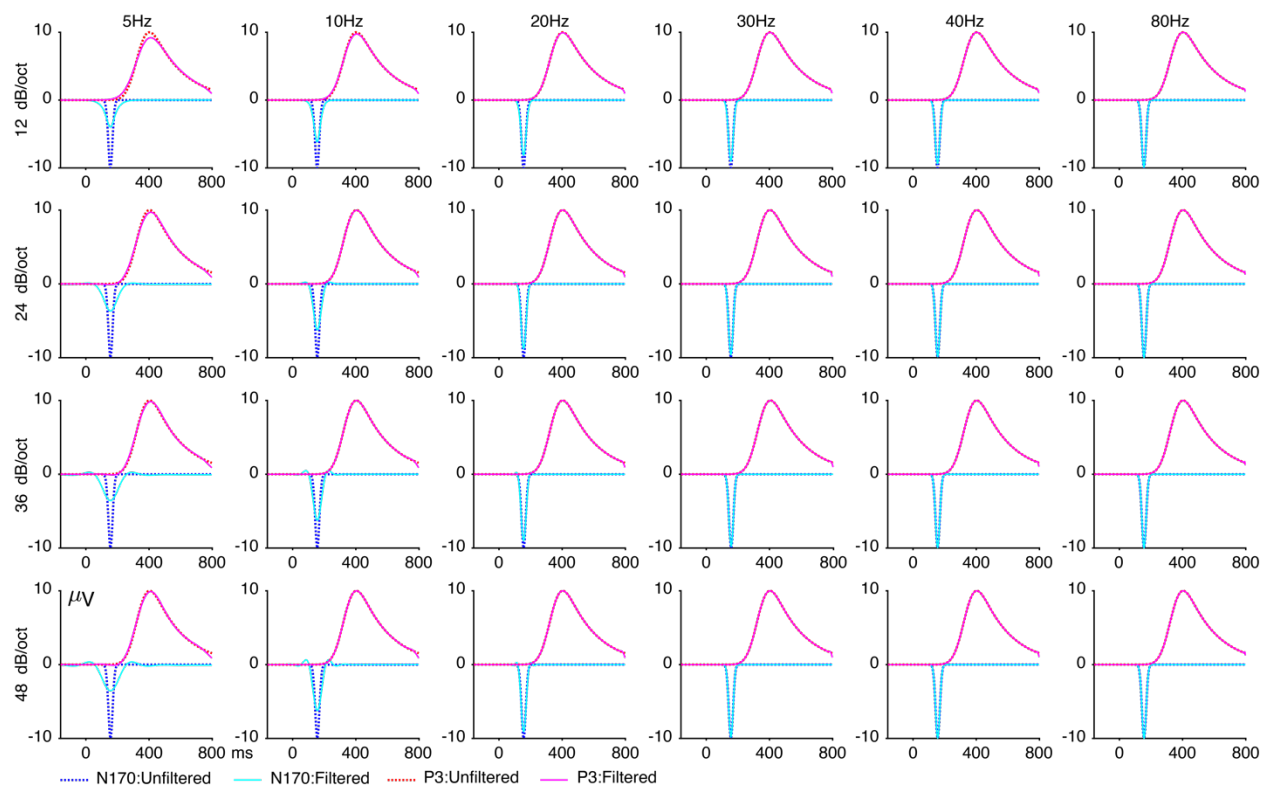 5Hz 10Hz 20Hz 30Hz 40Hz 80Hz
12 dB/oct
10 10 10 10 10 10
0 0 0 0 0 0
-10 -10 -10 -10 -10 -10
0 400 800 0 400 800 0 400 800 0 400 800 0 400 800 0 400 800
24 dB/oct
10 10 10 10 10 10
0 0 0 0 0 0
-10 -10 -10 -10 -10 -10
0 400 800 0 400 800 0 400 800 0 400 800 0 400 800 0 400 800
36 dB/oct
10 10 10 10 10 10
0 0 0 0 0 0
-10 -10 -10 -10 -10 -10
0 400 800 0 400 800 0 400 800 0 400 800 0 400 800 0 400 800
48 dB/oct
10 μV 10 10 10 10 10
0 0 0 0 0 0
-10 -10 -10 -10 -10 -10
0 400 800 ms 0 400 800 0 400 800 0 400 800 0 400 800 0 400 800
N170:Unfiltered N170:Filtered P3:Unfiltered P3:Filtered